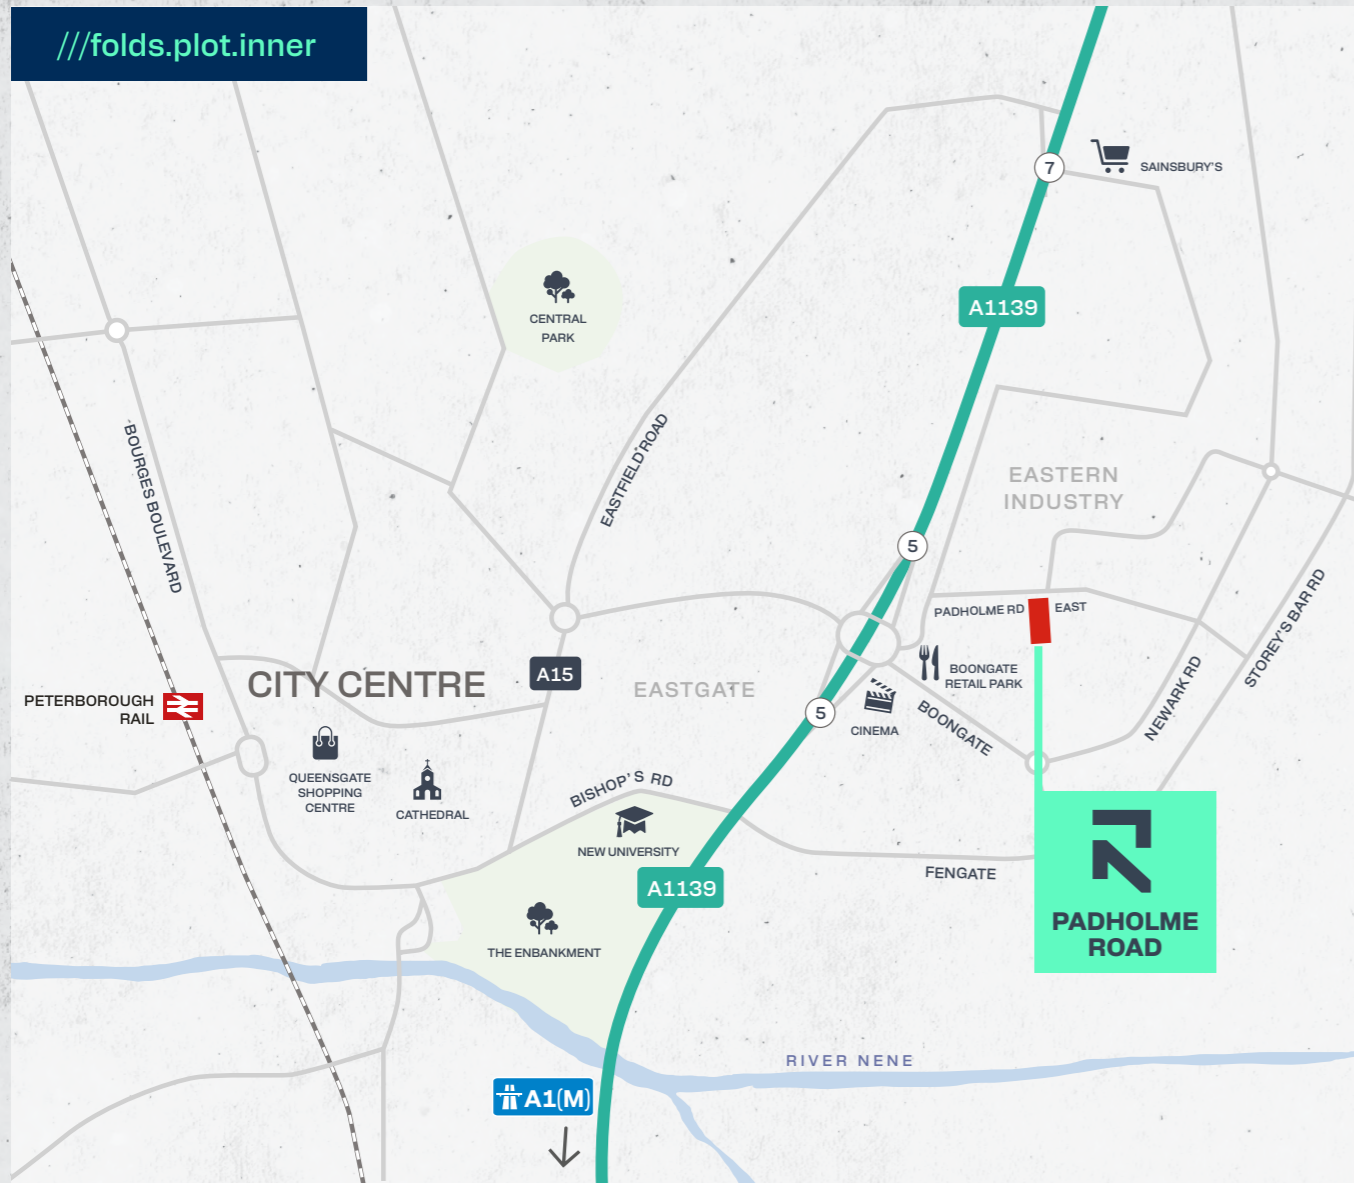 ///folds.plot.inner
7
SAINSBURY'S
A1139
CENTRAL
PARK
BOURGES BOULEVARD
EASTFIELD ROAD
EASTERN
INDUSTRY
5
PADHOLME RD
EAST
STOREY'S BAR RD
NEWARK RD
BOONGATE
RETAIL PARK
CITY CENTRE
A15
EASTGATE
PETERBOROUGH
RAIL
5
CINEMA
BOONGATE
QUEENSGATE
SHOPPING
CENTRE
CATHEDRAL
BISHOP'S RD
NEW UNIVERSITY
A1139
FENGATE
PADHOLME
ROAD
THE ENBANKMENT
RIVER NENE
A1(M)